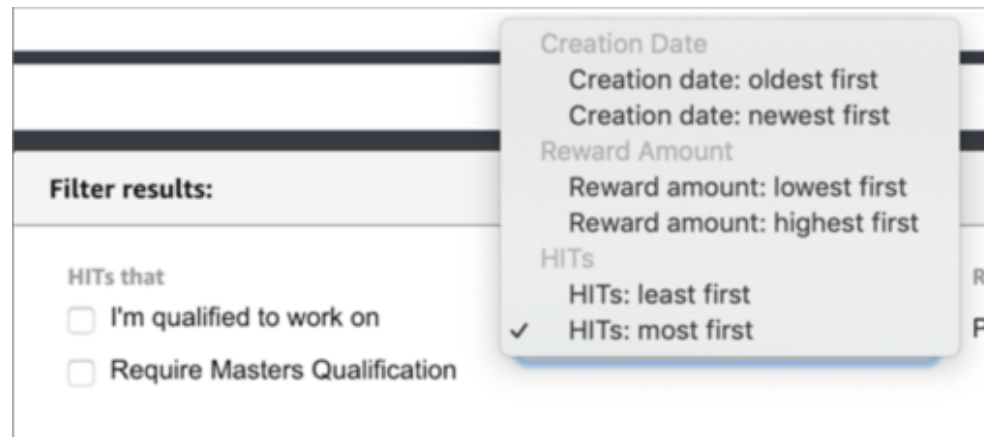 Creation Date
Creation date: oldest first
Creation date: newest first
Reward Amount
Reward amount: lowest first
Reward amount: highest first
HITs
HITs: least first
✓ HITs: most first
Filter results:
HITs that
I'm qualified to work on
Require Masters Qualification